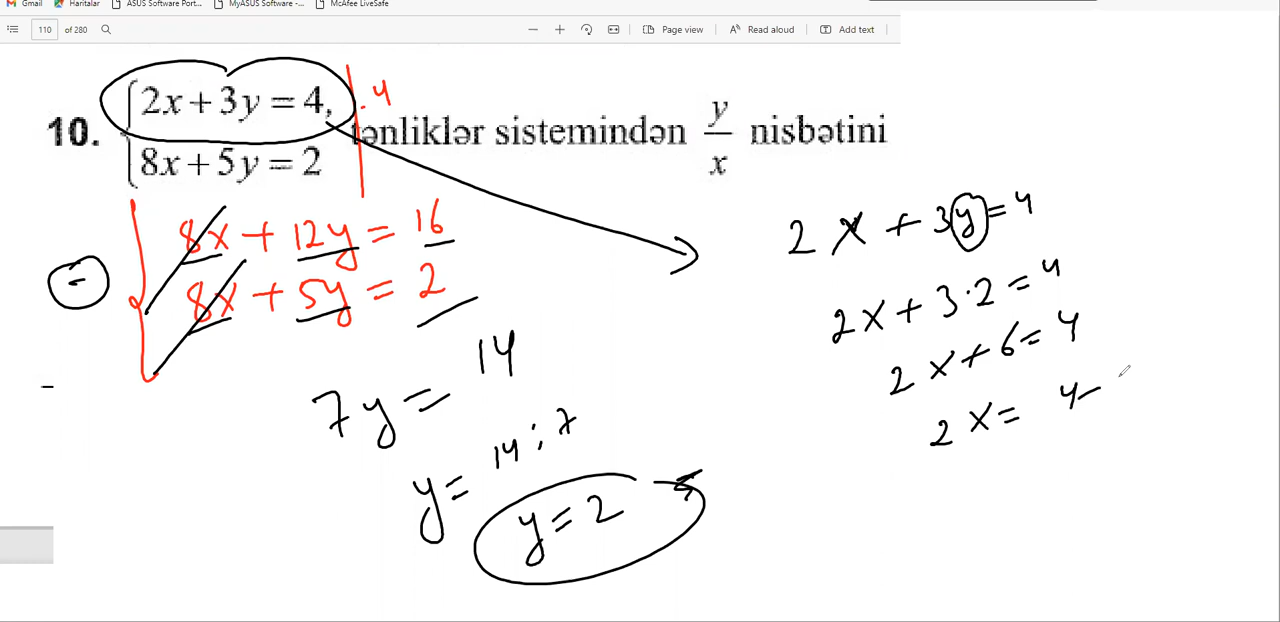 Gmail Haritalar ASUS Software Port... MyASUS Software -... McAfee LiveSafe
110 of 280 Page view Read aloud Add text
10. 2x + 3y = 4, tənliklər sistemindən y/x nisbətini
8x + 5y = 2
· 4
8x + 12y = 16
8x + 5y = 2
7y = 14
y = 14 : 7
y = 2
2x + 3y = 4
2x + 3·2 = 4
2x + 6 = 4
2x = 4 -